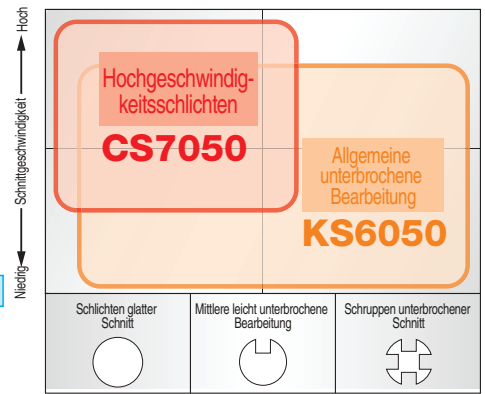 Hoch
Schnittgeschwindigkeit
Niedrig
Hochgeschwindig-
keitsschlichten
CS7050
Allgemeine
unterbrochene
Bearbeitung
KS6050
Schlichten glatter
Schnitt
Mittlere leicht unterbrochene
Bearbeitung
Schruppen unterbrochener
Schnitt